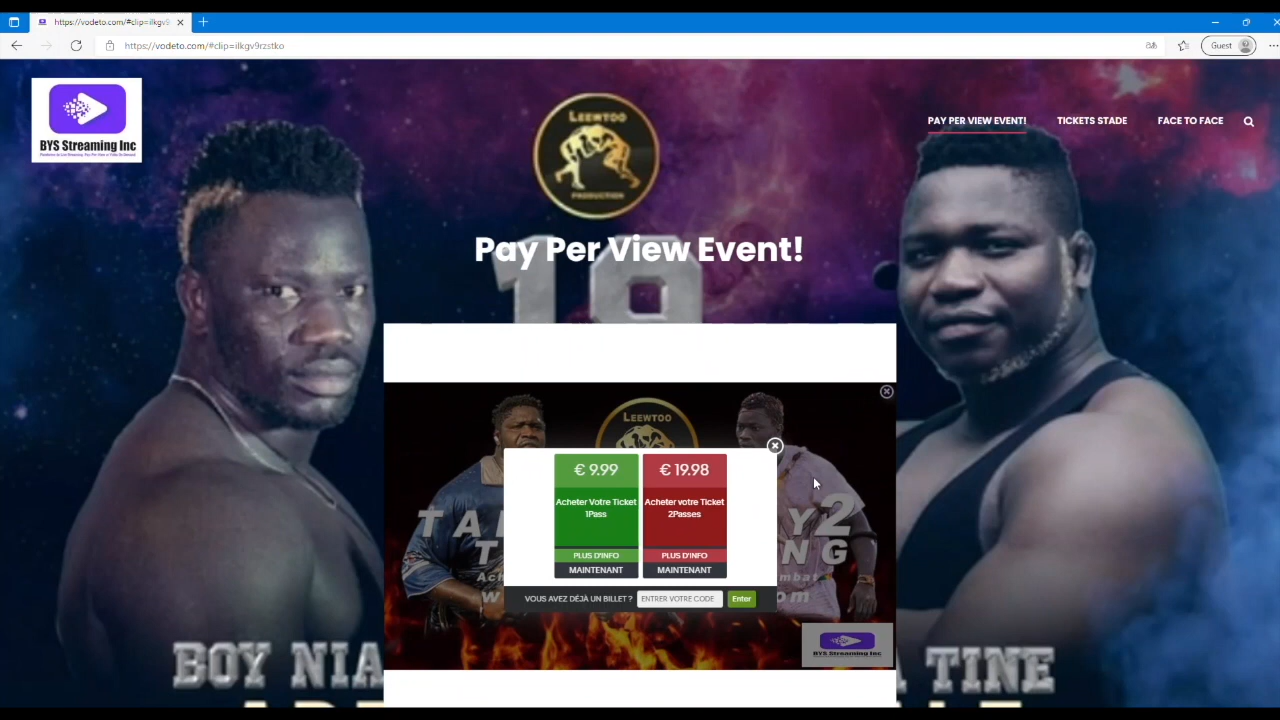 https://vodeto.com/#clip=ilkgv9
https://vodeto.com/#clip=ilkgv9rzstko
Guest
BYS Streaming Inc
LEEWTOO
PRODUCTION
PAY PER VIEW EVENT!
TICKETS STADE
FACE TO FACE
Pay Per View Event!
18
LEEWTOO
€ 9.99
€ 19.98
Acheter Votre Ticket
1Pass
Acheter votre Ticket
2Passes
PLUS D'INFO
PLUS D'INFO
MAINTENANT
MAINTENANT
VOUS AVEZ DÉJÀ UN BILLET ?
ENTRER VOTRE CODE
Enter
BYS Streaming Inc
BOY NIA
TINE